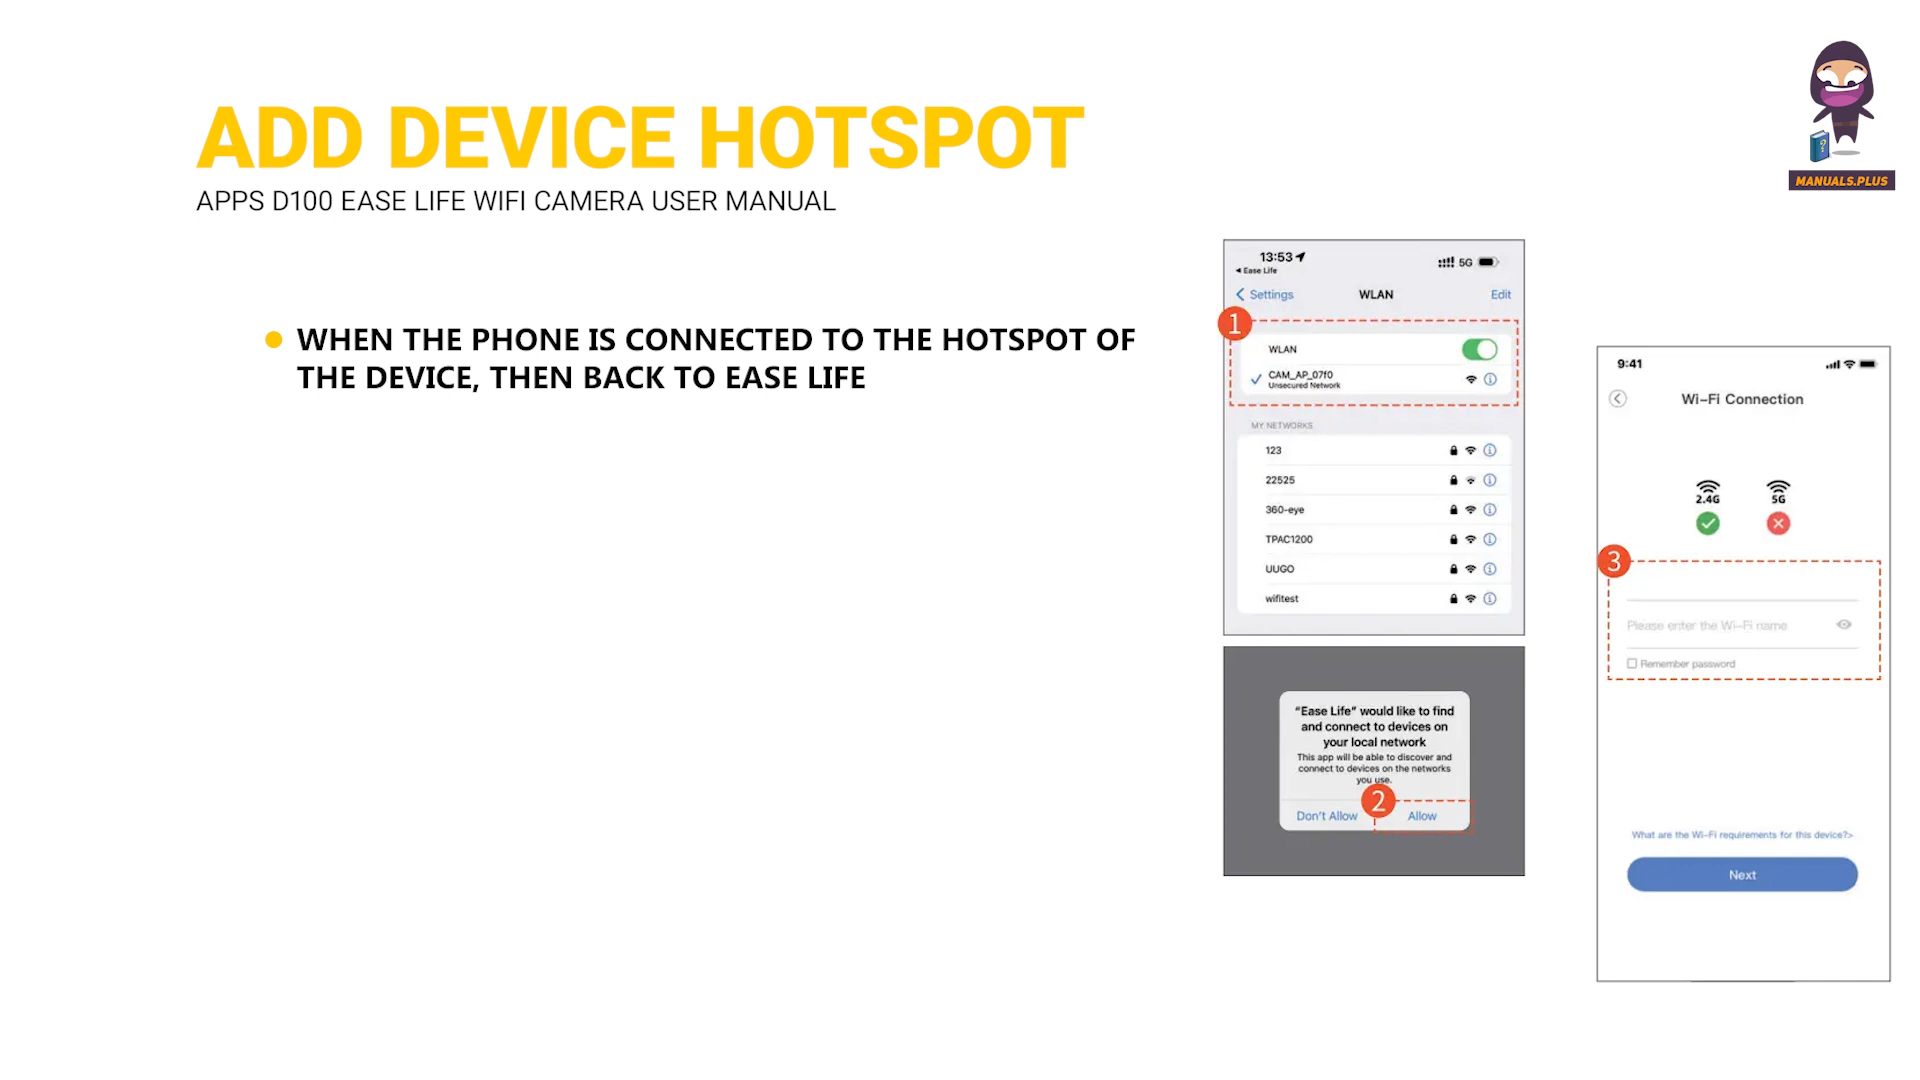 ADD DEVICE HOTSPOT
APPS D100 EASE LIFE WIFI CAMERA USER MANUAL
MANUALS.PLUS
WHEN THE PHONE IS CONNECTED TO THE HOTSPOT OF
THE DEVICE, THEN BACK TO EASE LIFE
13:53
5G
Ease Life
Settings
WLAN
Edit
1
WLAN
CAM_AP_07f0
Unsecured Network
MY NETWORKS
123
22525
360-eye
TPAC1200
UUGO
wifitest
"Ease Life" would like to find
and connect to devices on
your local network
This app will be able to discover and
connect to devices on the networks
you use.
2
Don't Allow
Allow
9:41
Wi-Fi Connection
2.4G
5G
3
Please enter the Wi-Fi name
Remember password
What are the Wi-Fi requirements for this device?>
Next